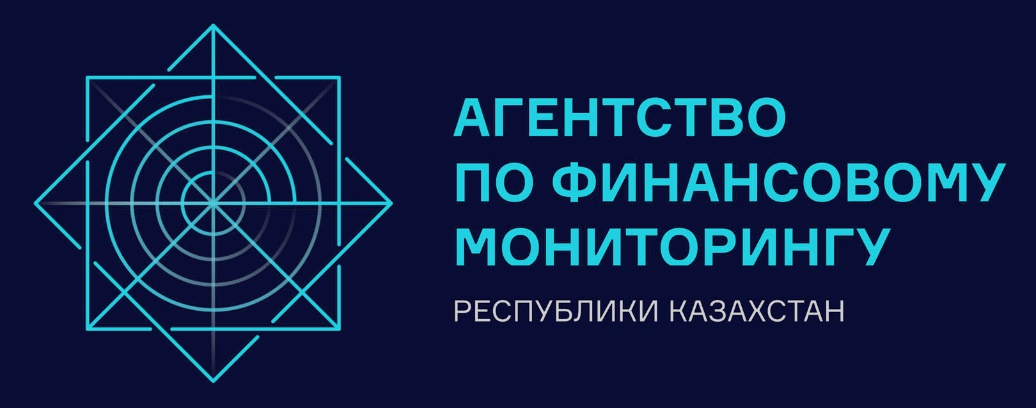 АГЕНТСТВО
ПО ФИНАНСОВОМУ
МОНИТОРИНГУ
РЕСПУБЛИКИ КАЗАХСТАН